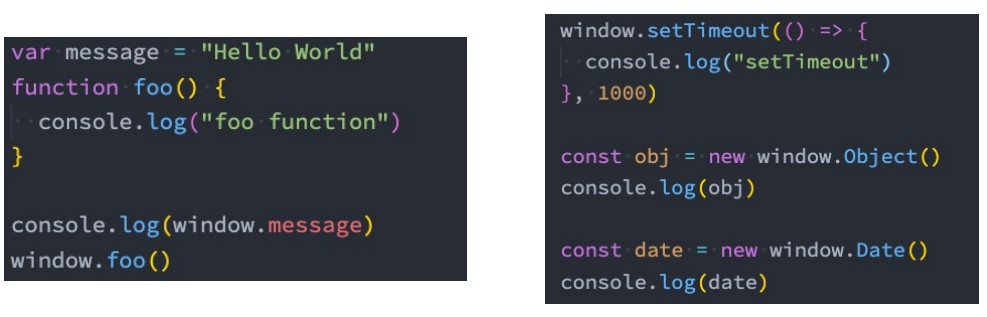 var message = "Hello World"
function foo() {
  console.log("foo function")
}
console.log(window.message)
window.foo()
window.setTimeout(() => {
  console.log("setTimeout")
}, 1000)
const obj = new window.Object()
console.log(obj)
const date = new window.Date()
console.log(date)